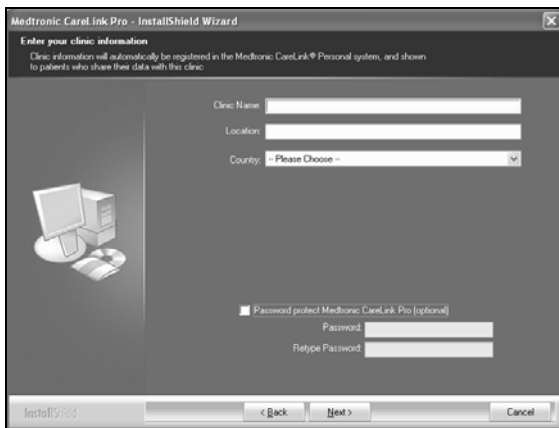 Medtronic CareLink Pro - InstallShield Wizard
Enter your clinic information
Clinic information will automatically be registered in the Medtronic CareLink® Personal system, and shown
to patients who share their data with this clinic
Clinic Name:
Location:
Country: -- Please Choose --
Password protect Medtronic CareLink Pro (optional)
Password:
Retype Password:
InstallShield
< Back Next > Cancel